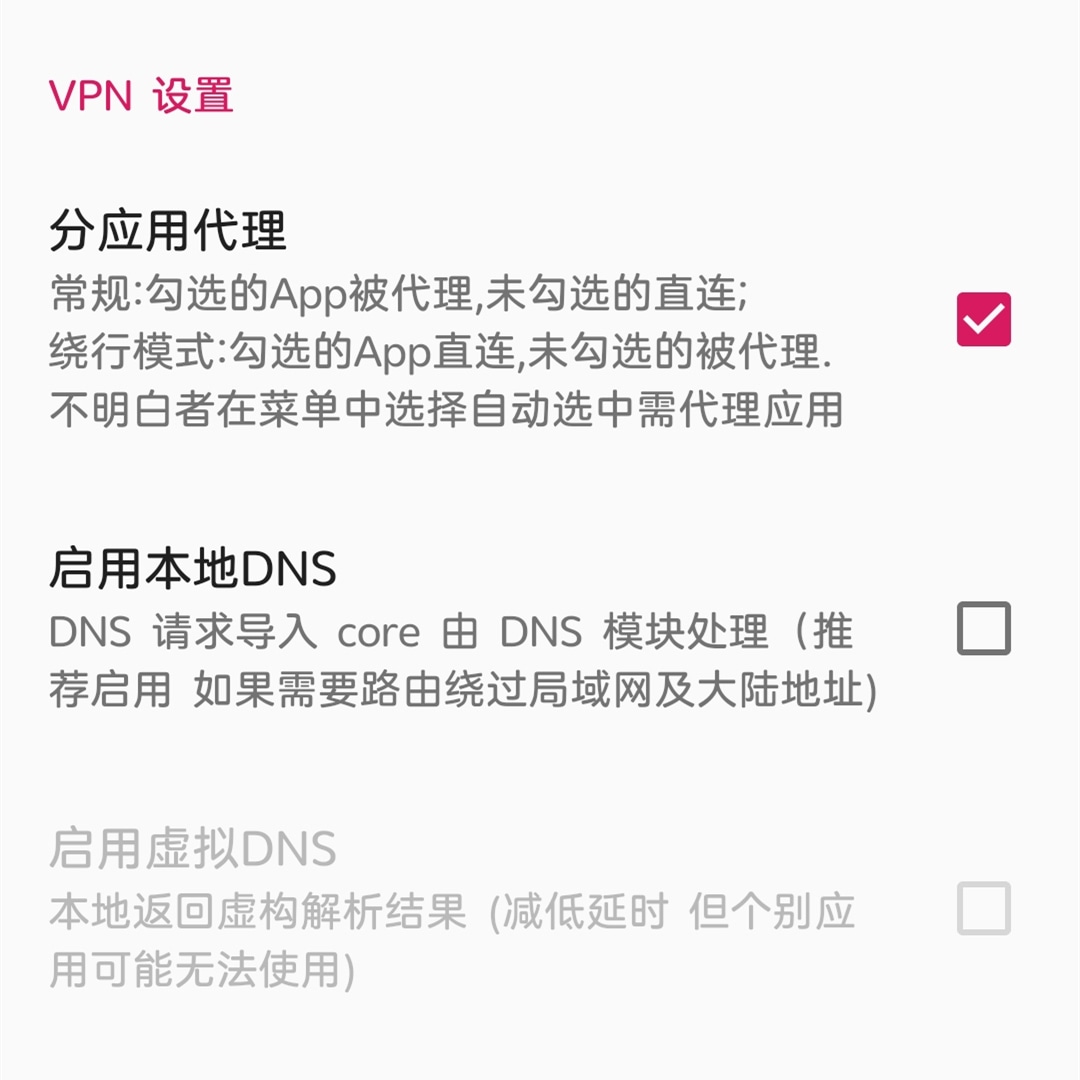 VPN 设置
分应用代理
常规:勾选的App被代理,未勾选的直连;
绕行模式:勾选的App直连,未勾选的被代理.
不明白者在菜单中选择自动选中需代理应用
启用本地DNS
DNS 请求导入 core 由 DNS 模块处理（推
荐启用 如果需要路由绕过局域网及大陆地址)
启用虚拟DNS
本地返回虚构解析结果 (减低延时 但个别应
用可能无法使用)